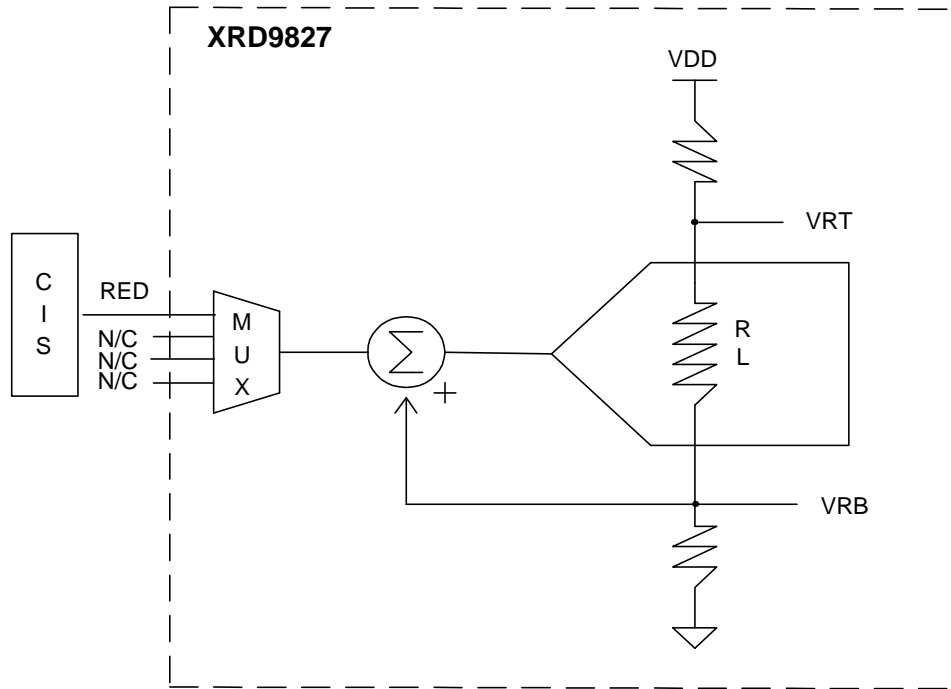 XRD9827
VDD
VRT
C
I
S
RED
N/C
N/C
N/C
M
U
X
Σ
+
R
L
VRB